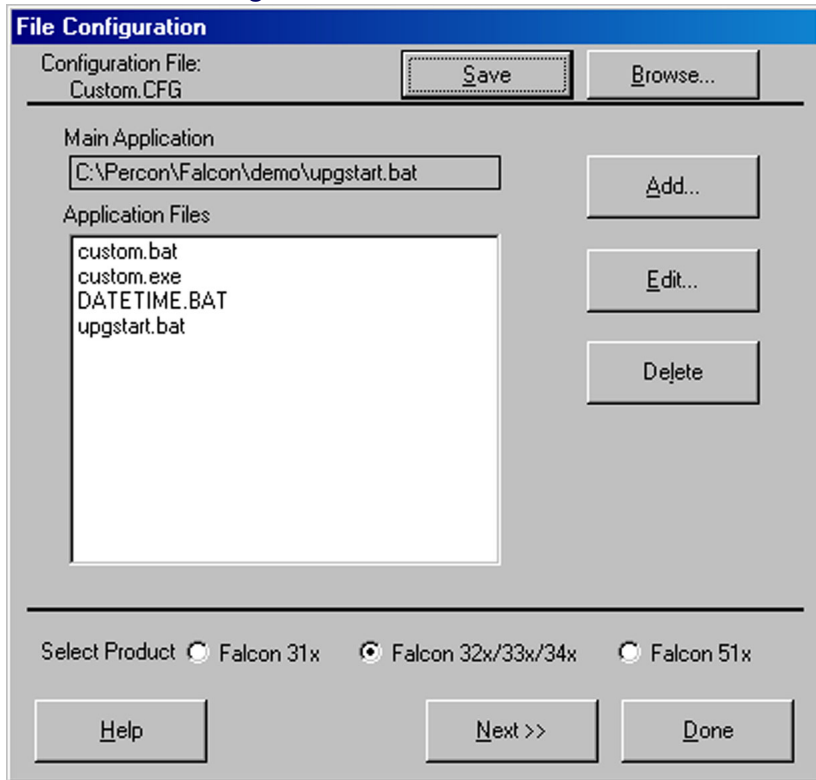 File Configuration
Configuration File:
Custom.CFG
Save
Browse...
Main Application
C:\Percon\Falcon\demo\upgstart.bat
Add...
Application Files
custom.bat
custom.exe
DATETIME.BAT
upgstart.bat
Edit...
Delete
Select Product Falcon 31x Falcon 32x/33x/34x Falcon 51x
Help
Next >>
Done